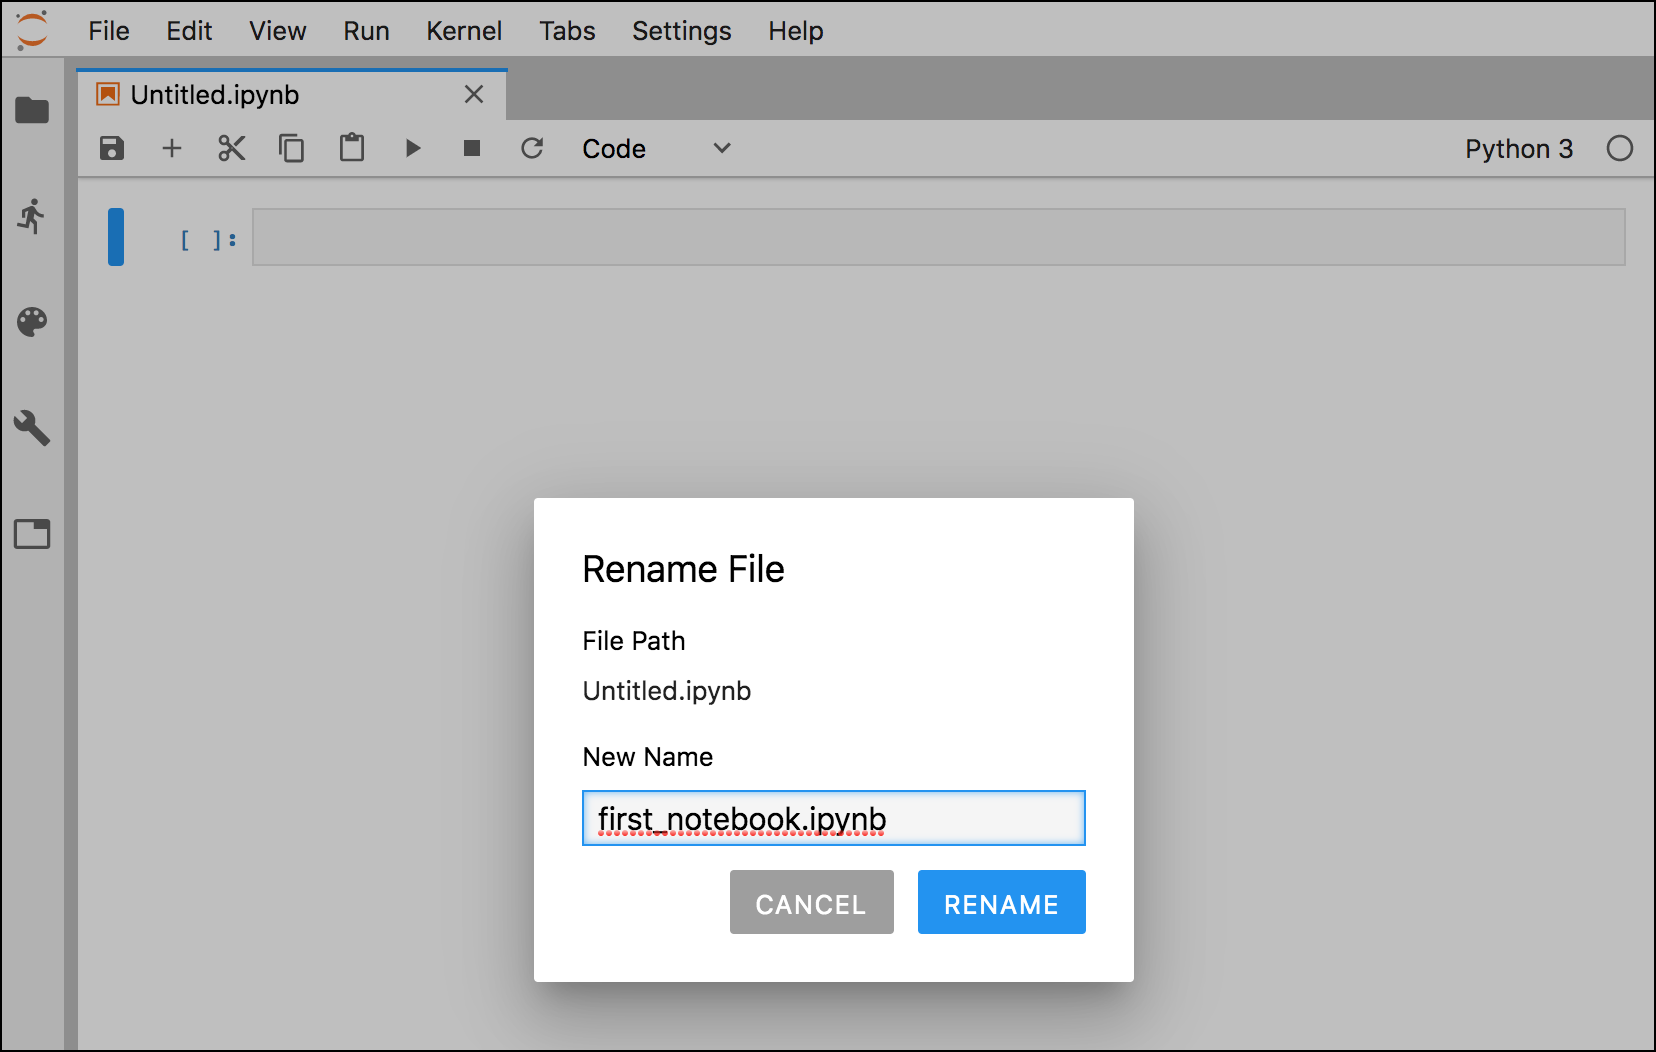 File Edit View Run Kernel Tabs Settings Help
Untitled.ipynb
Code Python 3
[ ]:
Rename File
File Path
Untitled.ipynb
New Name
first_notebook.ipynb
CANCEL RENAME